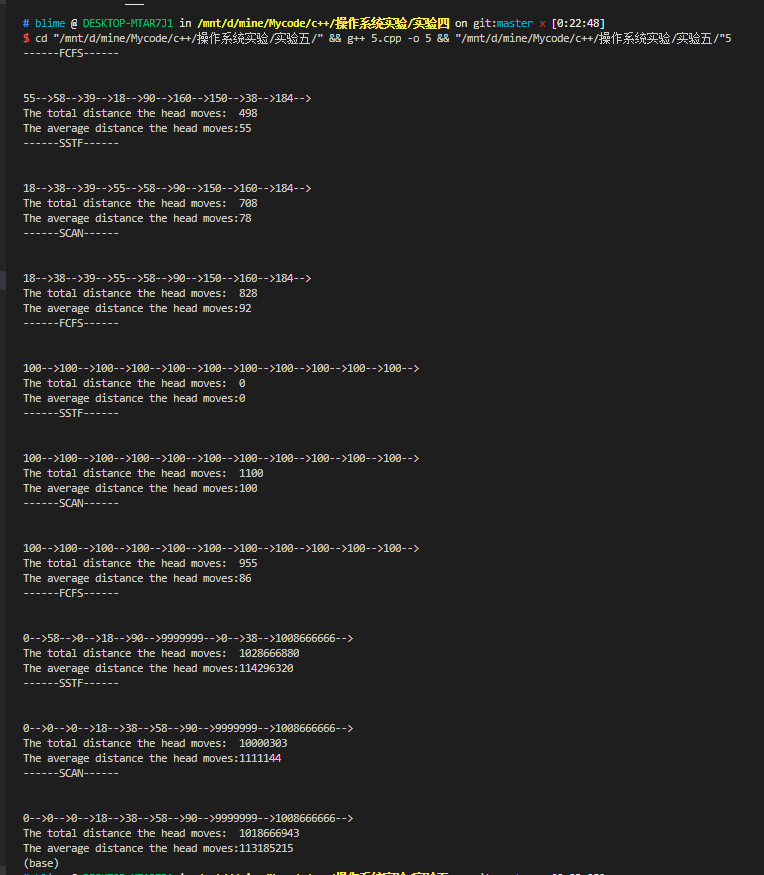 # blime @ DESKTOP-MTAR7J1 in /mnt/d/mine/Mycode/c++/操作系统实验/实验四 on git:master x [0:22:48]
$ cd "/mnt/d/mine/Mycode/c++/操作系统实验/实验五/" && g++ 5.cpp -o 5 && "/mnt/d/mine/Mycode/c++/操作系统实验/实验五/"5
------FCFS------
55-->58-->39-->18-->90-->160-->150-->38-->184-->
The total distance the head moves:  498
The average distance the head moves:55
------SSTF------
18-->38-->39-->55-->58-->90-->150-->160-->184-->
The total distance the head moves:  708
The average distance the head moves:78
------SCAN------
18-->38-->39-->55-->58-->90-->150-->160-->184-->
The total distance the head moves:  828
The average distance the head moves:92
------FCFS------
100-->100-->100-->100-->100-->100-->100-->100-->100-->100-->100-->
The total distance the head moves:  0
The average distance the head moves:0
------SSTF------
100-->100-->100-->100-->100-->100-->100-->100-->100-->100-->100-->
The total distance the head moves:  1100
The average distance the head moves:100
------SCAN------
100-->100-->100-->100-->100-->100-->100-->100-->100-->100-->100-->
The total distance the head moves:  955
The average distance the head moves:86
------FCFS------
0-->58-->0-->18-->90-->9999999-->0-->38-->1008666666-->
The total distance the head moves:  1028666880
The average distance the head moves:114296320
------SSTF------
0-->0-->0-->18-->38-->58-->90-->9999999-->1008666666-->
The total distance the head moves:  10000303
The average distance the head moves:1111144
------SCAN------
0-->0-->0-->18-->38-->58-->90-->9999999-->1008666666-->
The total distance the head moves:  1018666943
The average distance the head moves:113185215
(base)